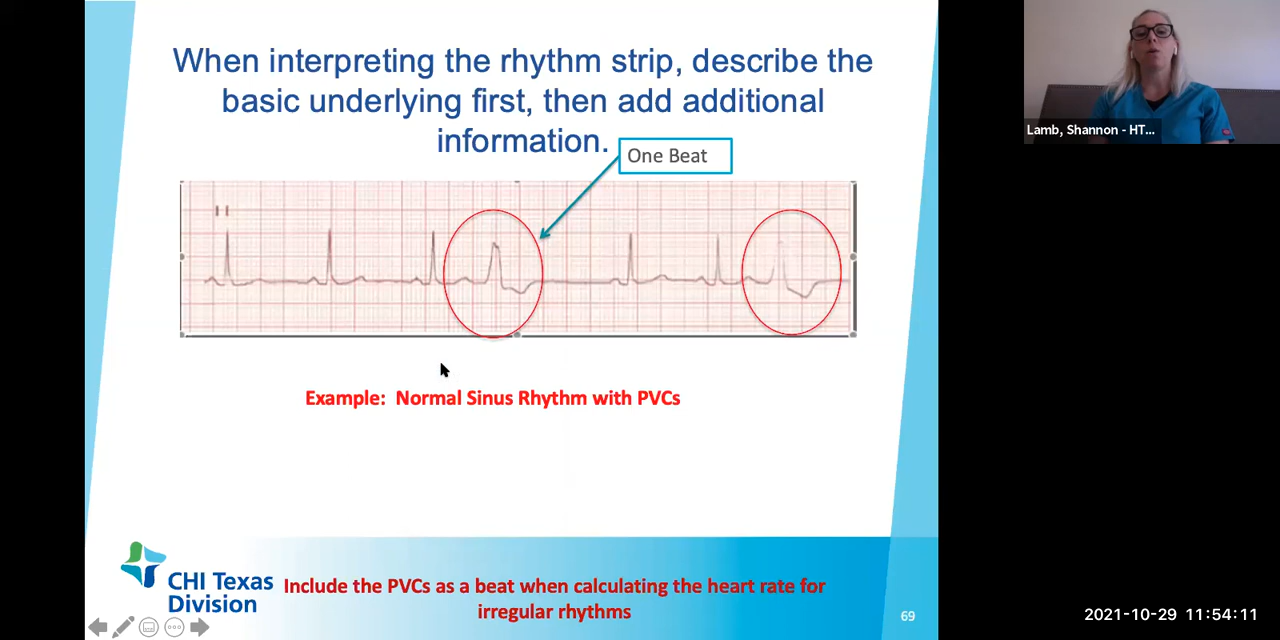 When interpreting the rhythm strip, describe the
basic underlying first, then add additional
information.
One Beat
II
Example: Normal Sinus Rhythm with PVCs
CHI Texas
Division
Include the PVCs as a beat when calculating the heart rate for
irregular rhythms
69
Lamb, Shannon - HT...
2021-10-29 11:54:11